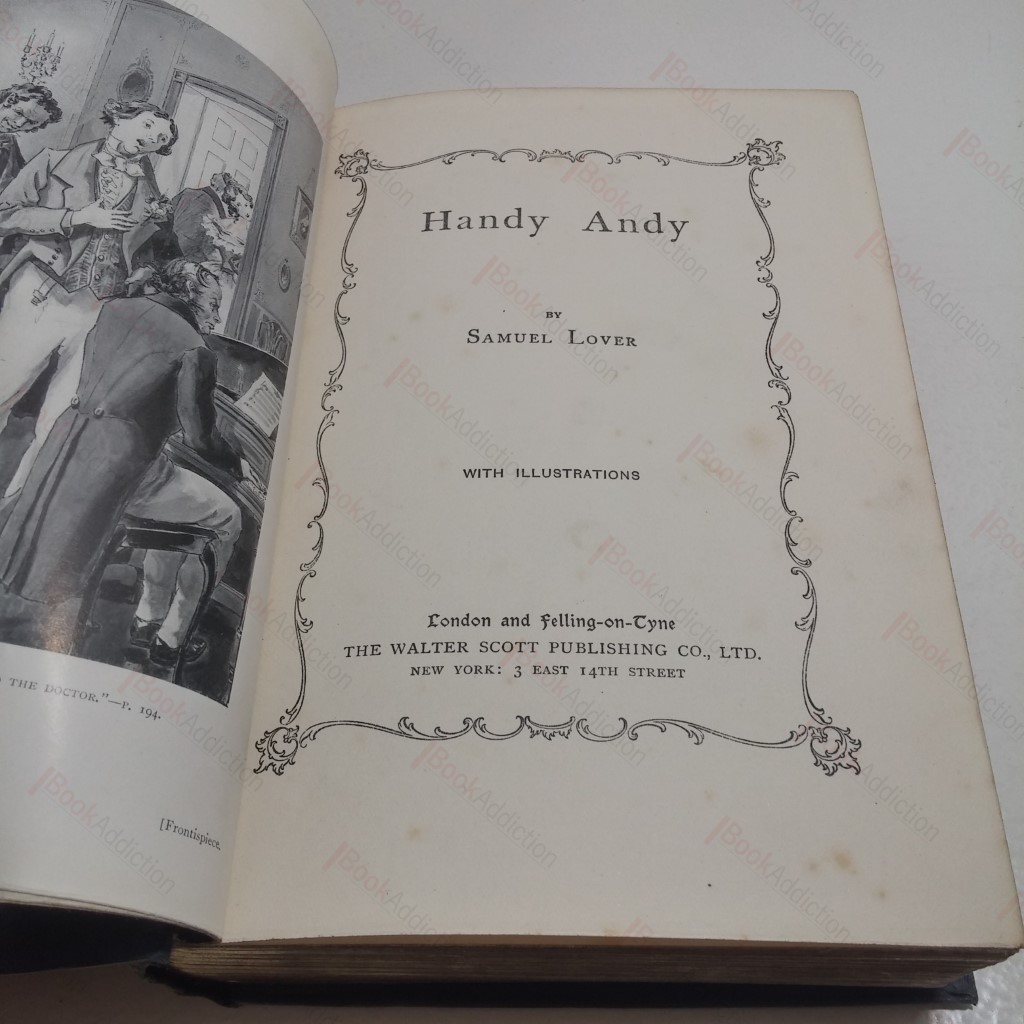 THE DOCTOR."—P. 194.
[Frontispiece.
Handy Andy
BY
SAMUEL LOVER
WITH ILLUSTRATIONS
London and Felling-on-Tyne
THE WALTER SCOTT PUBLISHING CO., LTD.
NEW YORK: 3 EAST 14TH STREET
BookAddiction